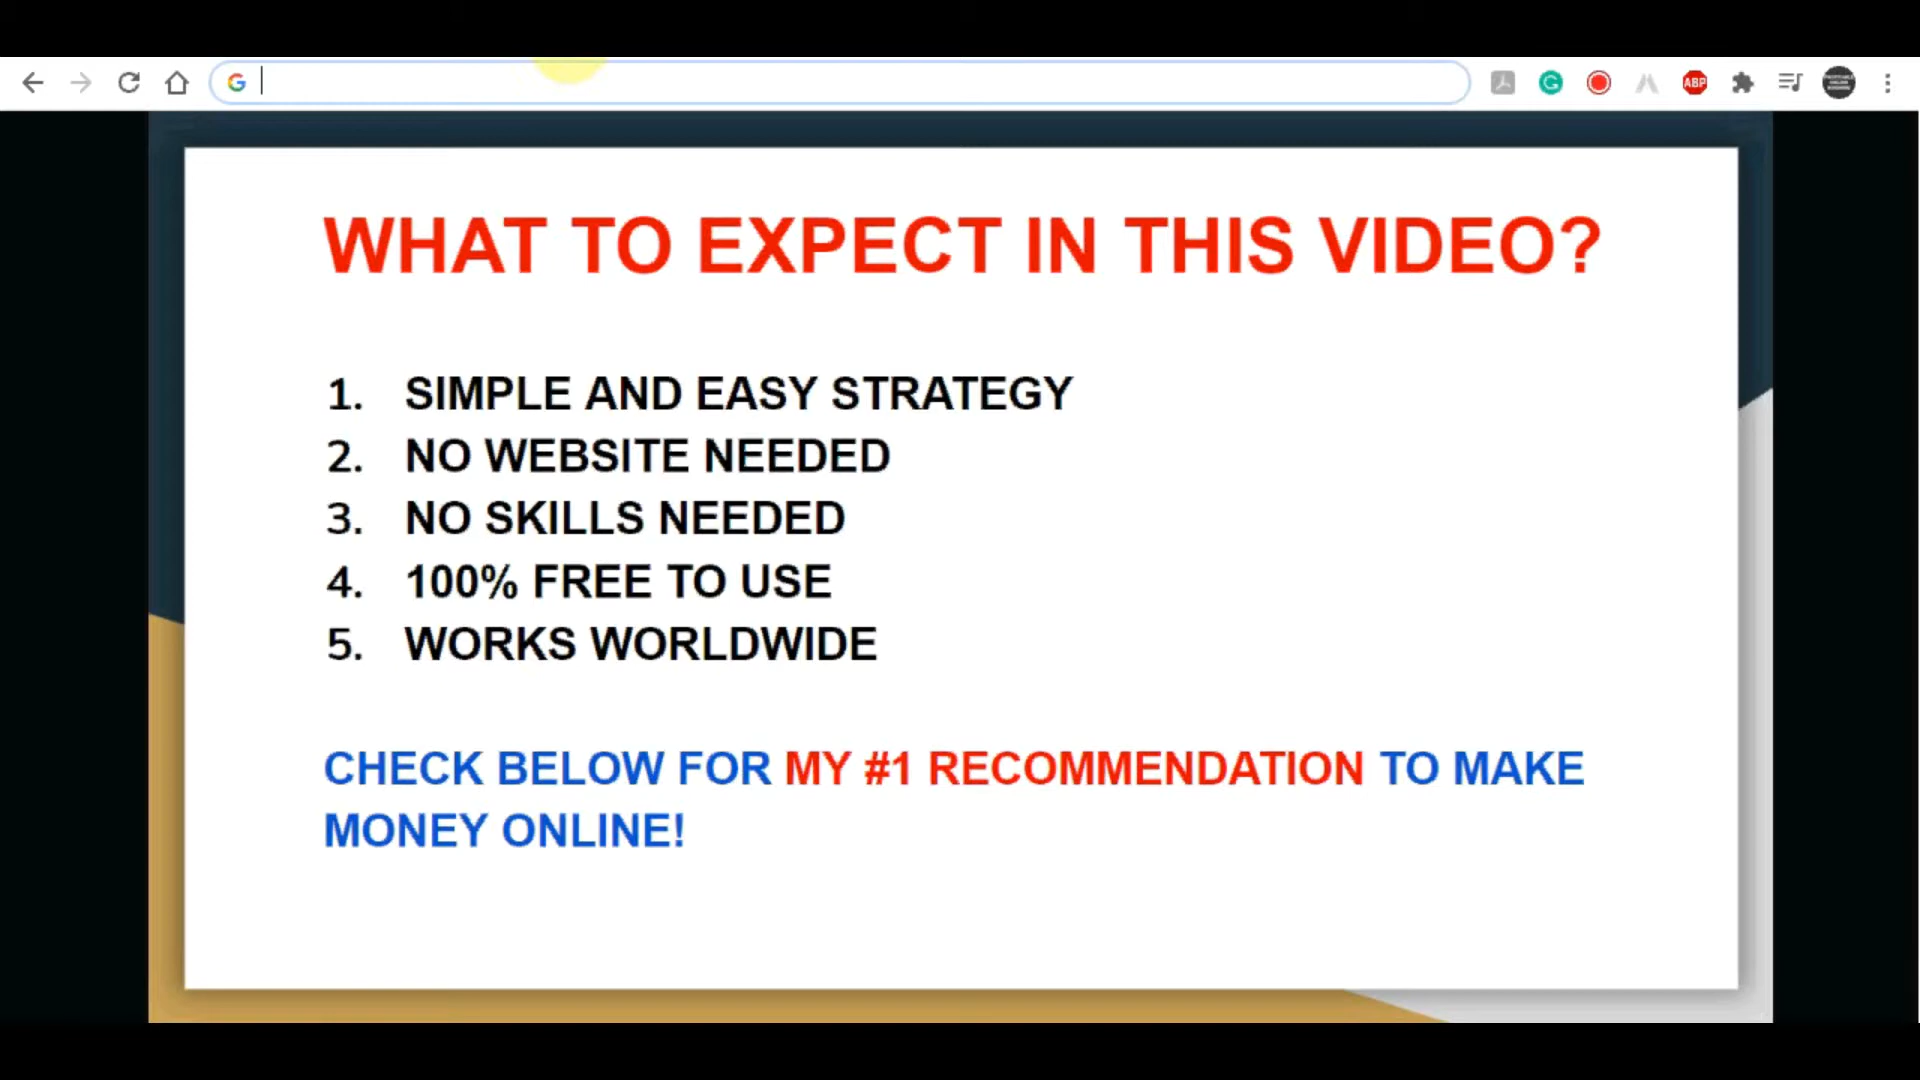 ABP
WHAT TO EXPECT IN THIS VIDEO?
1. SIMPLE AND EASY STRATEGY
2. NO WEBSITE NEEDED
3. NO SKILLS NEEDED
4. 100% FREE TO USE
5. WORKS WORLDWIDE
CHECK BELOW FOR MY #1 RECOMMENDATION TO MAKE
MONEY ONLINE!